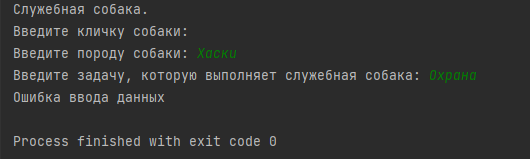 Служебная собака.
Введите кличку собаки:
Введите породу собаки: Хаски
Введите задачу, которую выполняет служебная собака: Охрана
Ошибка ввода данных
Process finished with exit code 0